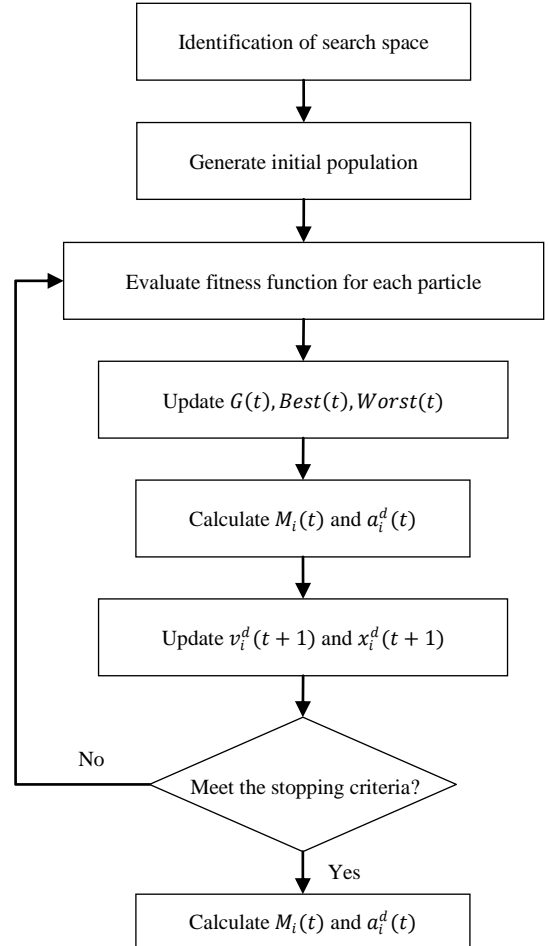 Identification of search space
Generate initial population
Evaluate fitness function for each particle
Update G(t), Best(t), Worst(t)
Calculate M_i(t) and a_i^d(t)
Update v_i^d(t + 1) and x_i^d(t + 1)
No
Meet the stopping criteria?
Yes
Calculate M_i(t) and a_i^d(t)